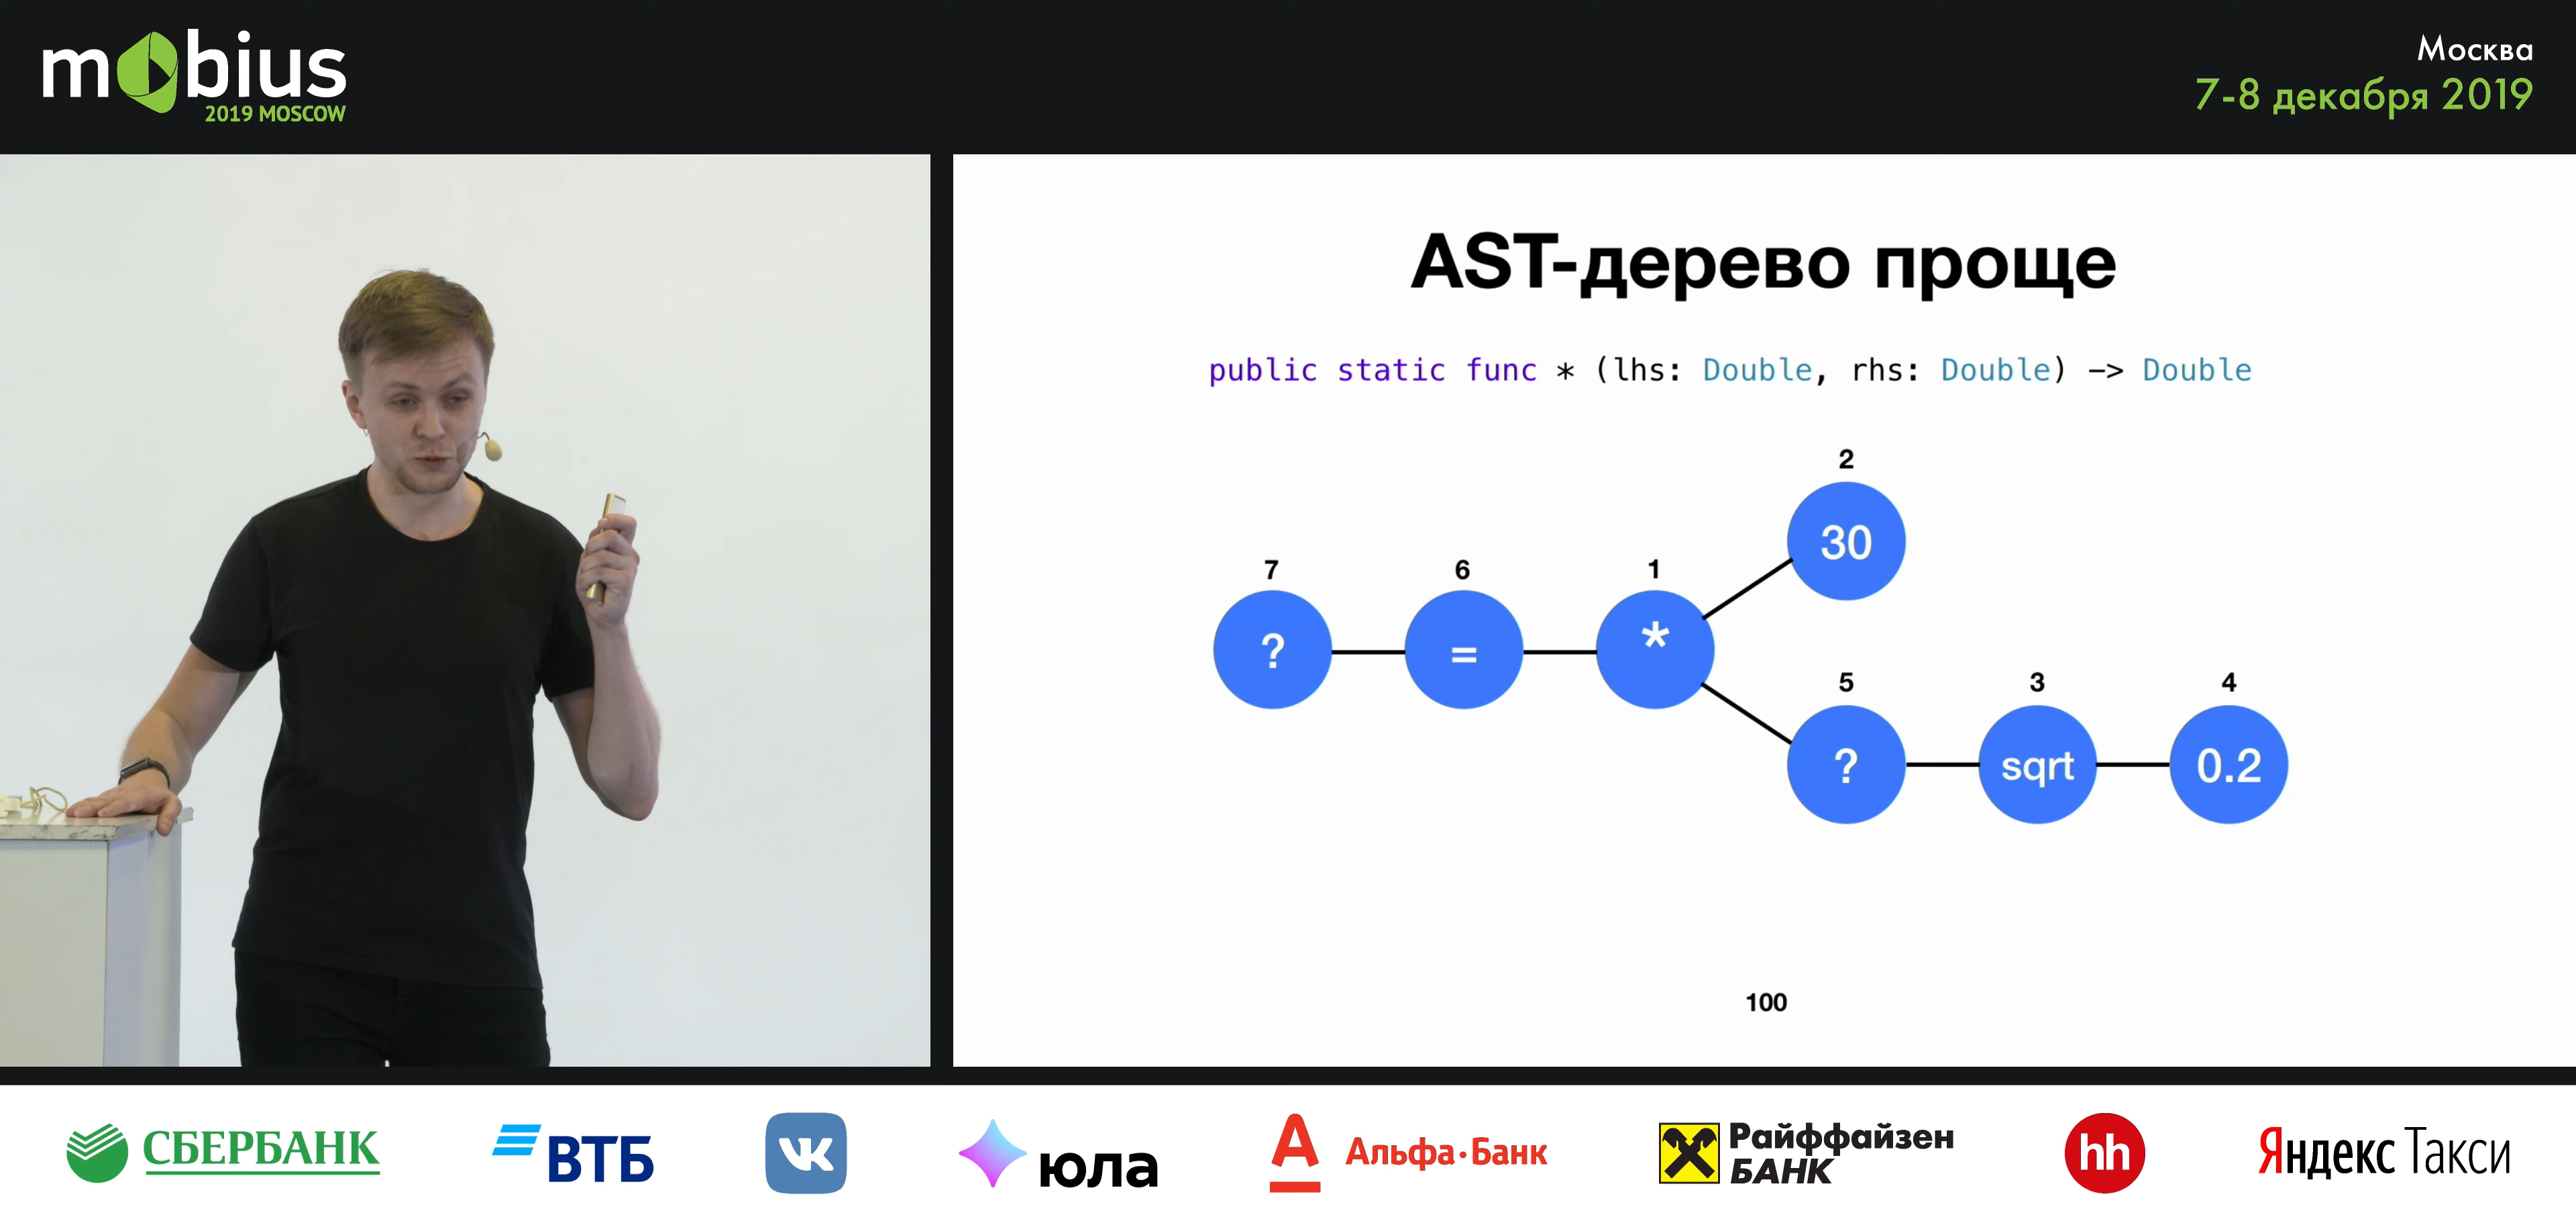 mobius
2019 MOSCOW
Москва
7-8 декабря 2019
AST-дерево проще
public static func * (lhs: Double, rhs: Double) -> Double
2
30
7
6
1
?
=
*
5
3
4
?
sqrt
0.2
100
СБЕРБАНК
ВТБ
VK
юла
А Альфа·Банк
Райффайзен
БАНК
hh
Яндекс Такси